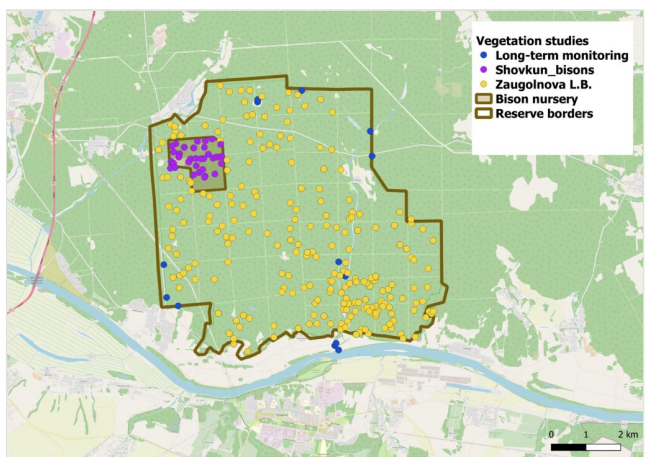 Vegetation studies
Long-term monitoring
Shovkun_bisons
Zaugolnova L.B.
Bison nursery
Reserve borders
0 1 2 km